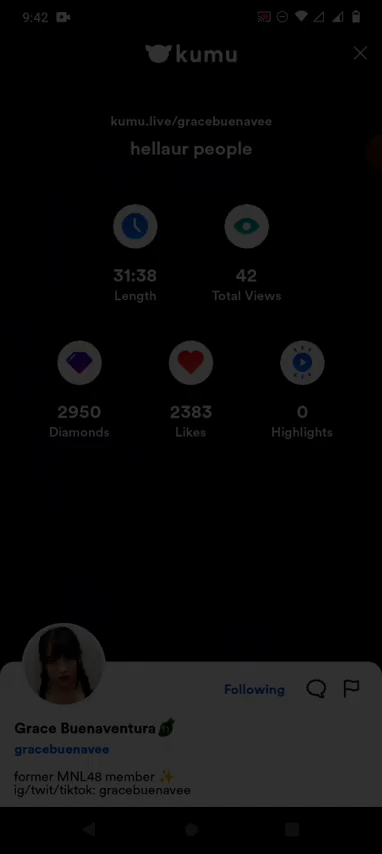 9:42
kumu
kumu.live/gracebuenavee
hellaur people
31:38
Length
42
Total Views
2950
Diamonds
2383
Likes
0
Highlights
Following
Grace Buenaventura
gracebuenavee
former MNL48 member ✨
ig/twit/tiktok: gracebuenavee